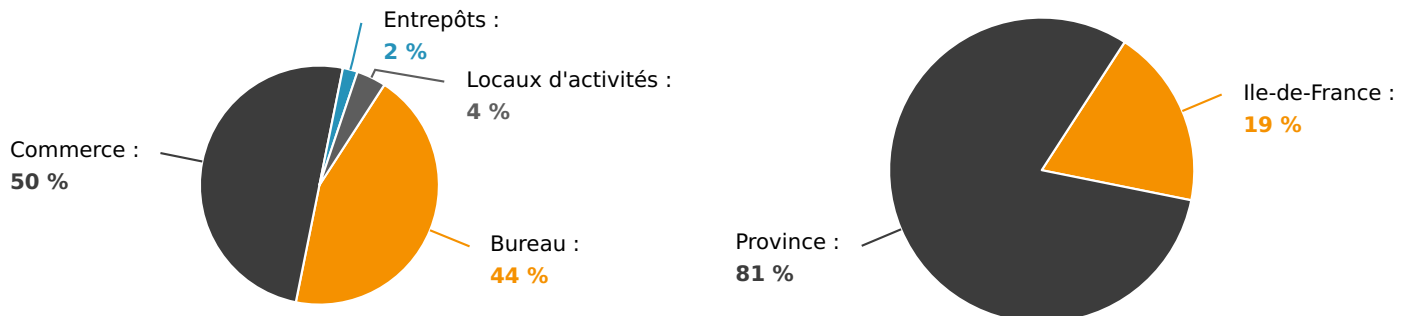 Entrepôts :
2 %
Locaux d'activités :
4 %
Commerce :
50 %
Bureau :
44 %
Ile-de-France :
19 %
Province :
81 %